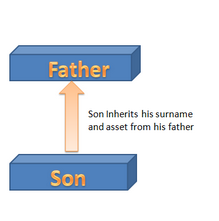 Father
Son Inherits his surname
and asset from his father
Son